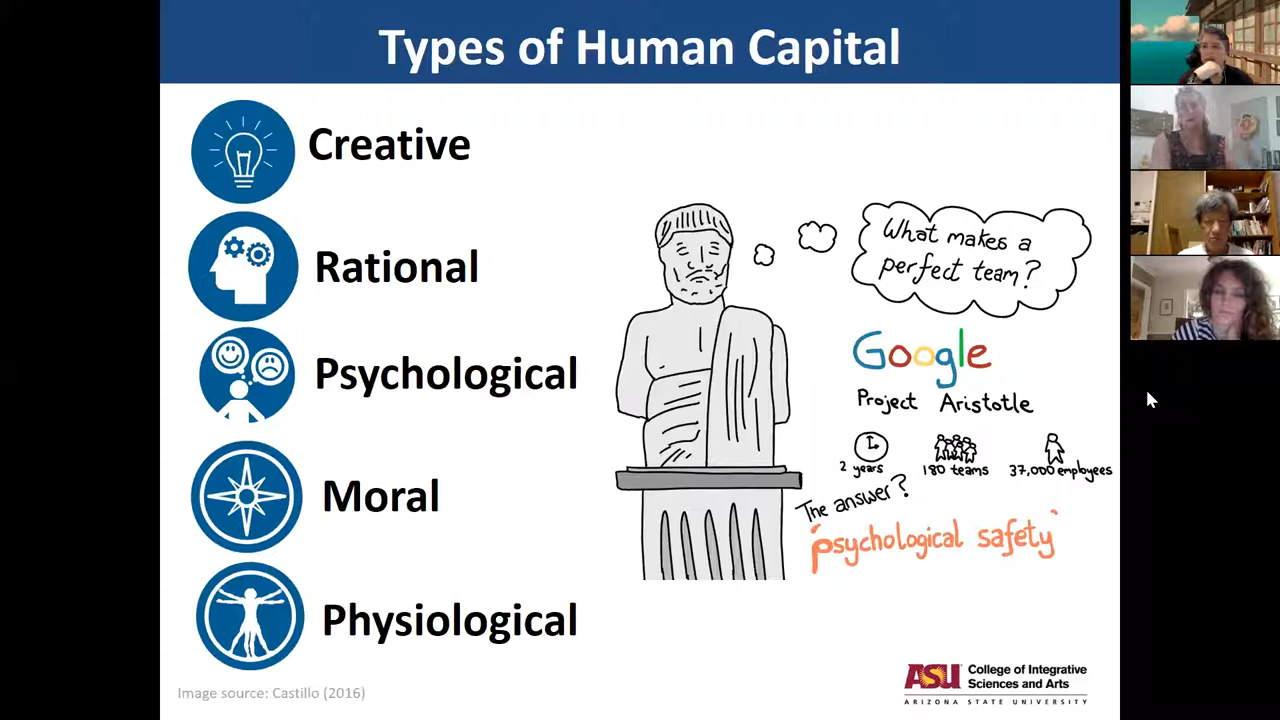 Types of Human Capital
Creative
Rational
Psychological
Moral
Physiological
What makes a
perfect team?
Google
Project Aristotle
2 years
180 teams
37,000 employees
The answer?
"psychological safety"
Image source: Castillo (2016)
ASU College of Integrative
Sciences and Arts
ARIZONA STATE UNIVERSITY